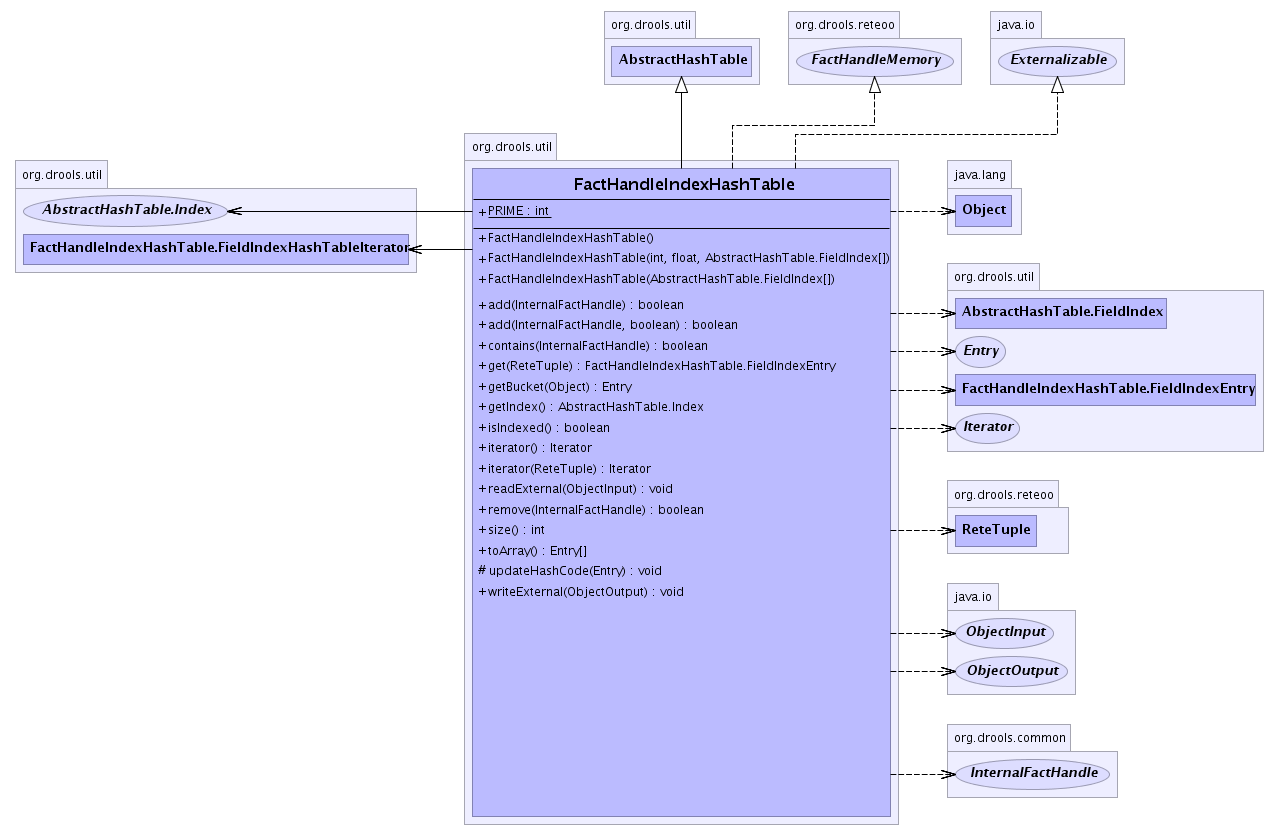 org.drools.util
AbstractHashTable
org.drools.reteoo
FactHandleMemory
java.io
Externalizable
org.drools.util
AbstractHashTable.Index
FactHandleIndexHashTable.FieldIndexHashTableIterator
org.drools.util
FactHandleIndexHashTable
+PRIME : int
+FactHandleIndexHashTable()
+FactHandleIndexHashTable(int, float, AbstractHashTable.FieldIndex[])
+FactHandleIndexHashTable(AbstractHashTable.FieldIndex[])
+add(InternalFactHandle) : boolean
+add(InternalFactHandle, boolean) : boolean
+contains(InternalFactHandle) : boolean
+get(ReteTuple) : FactHandleIndexHashTable.FieldIndexEntry
+getBucket(Object) : Entry
+getIndex() : AbstractHashTable.Index
+isIndexed() : boolean
+iterator() : Iterator
+iterator(ReteTuple) : Iterator
+readExternal(ObjectInput) : void
+remove(InternalFactHandle) : boolean
+size() : int
+toArray() : Entry[]
# updateHashCode(Entry) : void
+writeExternal(ObjectOutput) : void
java.lang
Object
org.drools.util
AbstractHashTable.FieldIndex
Entry
FactHandleIndexHashTable.FieldIndexEntry
Iterator
org.drools.reteoo
ReteTuple
java.io
ObjectInput
ObjectOutput
org.drools.common
InternalFactHandle